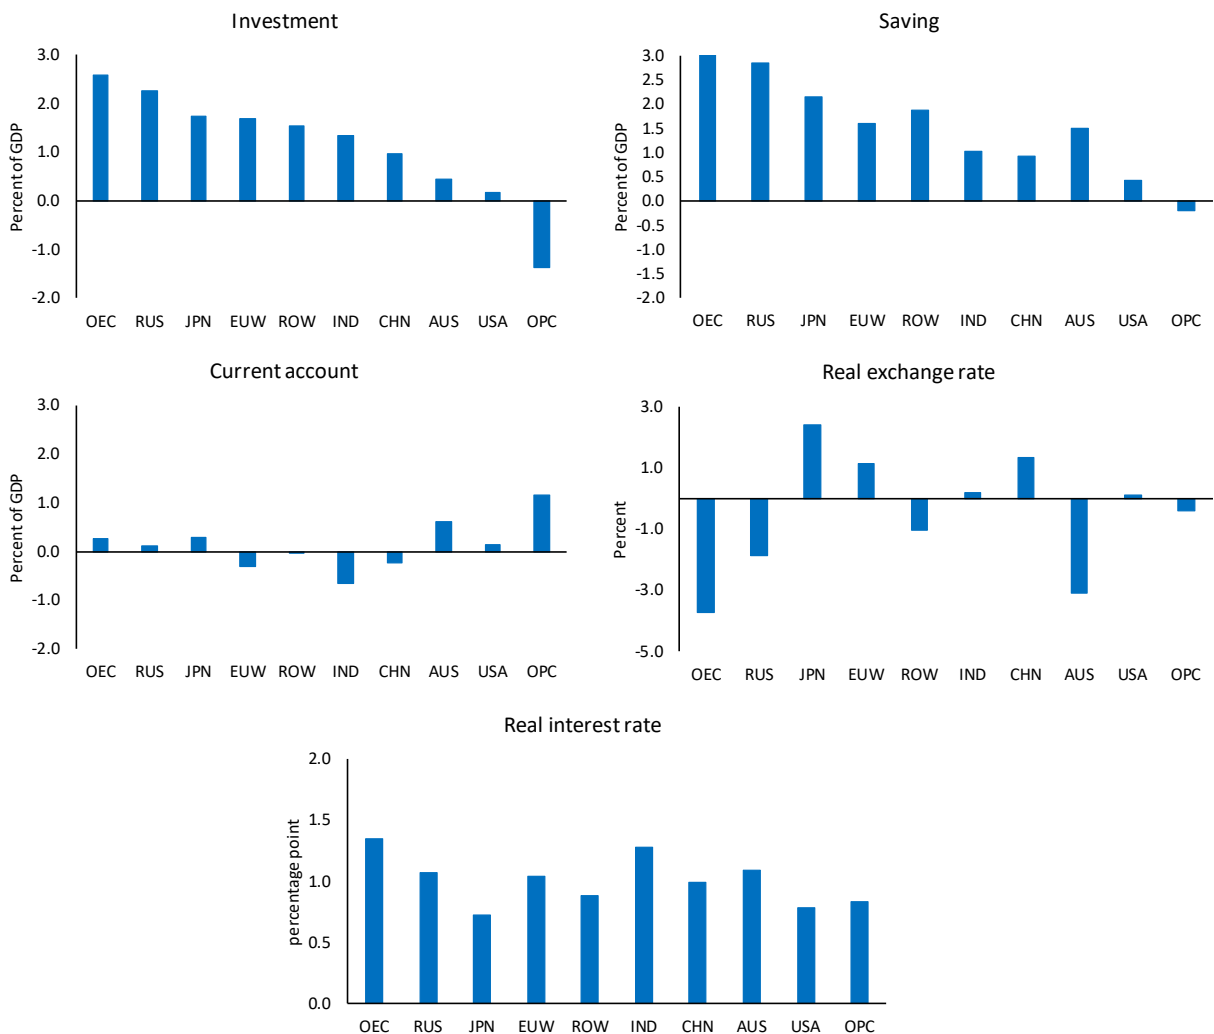 Investment
Percent of GDP
3.0
2.0
1.0
0.0
-1.0
-2.0
OEC RUS JPN EUW ROW IND CHN AUS USA OPC
Saving
Percent of GDP
3.0
2.5
2.0
1.5
1.0
0.5
0.0
-0.5
-1.0
-1.5
-2.0
OEC RUS JPN EUW ROW IND CHN AUS USA OPC
Current account
Percent of GDP
3.0
2.0
1.0
0.0
-1.0
-2.0
OEC RUS JPN EUW ROW IND CHN AUS USA OPC
Real exchange rate
Percent
3.0
1.0
-1.0
-3.0
-5.0
OEC RUS JPN EUW ROW IND CHN AUS USA OPC
Real interest rate
percentage point
2.0
1.5
1.0
0.5
0.0
OEC RUS JPN EUW ROW IND CHN AUS USA OPC